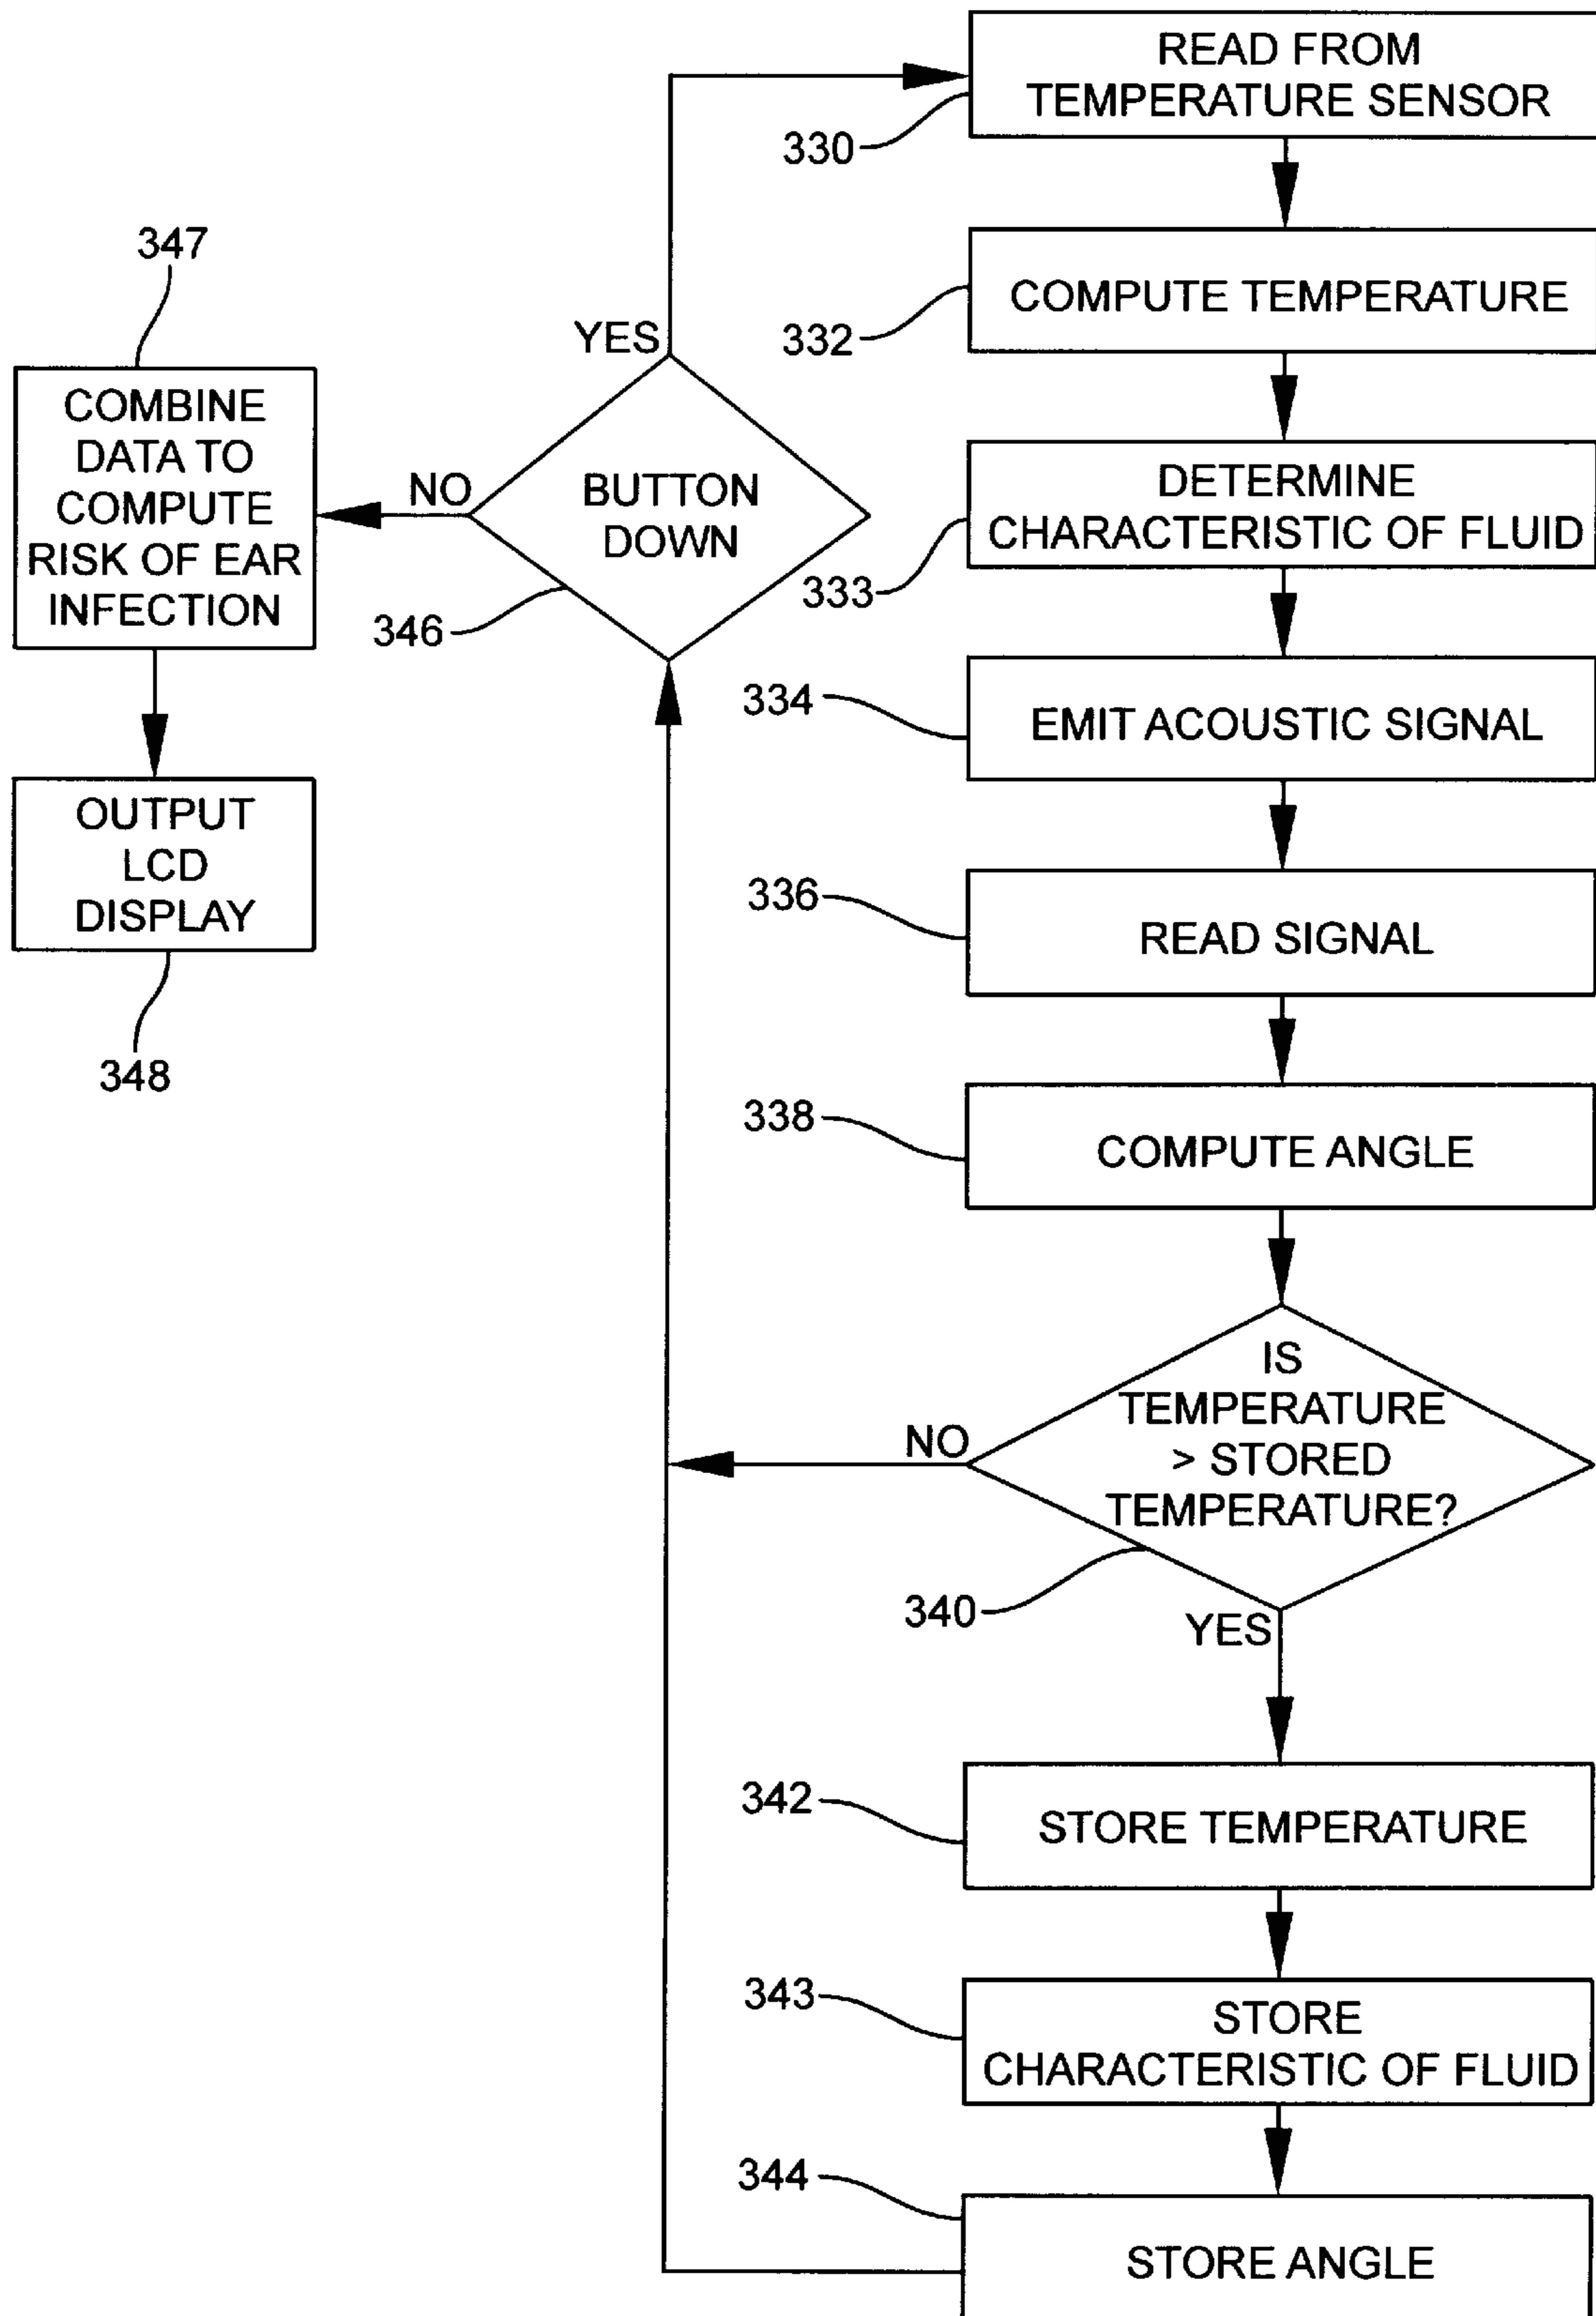 READ FROM
TEMPERATURE SENSOR
330
COMPUTE TEMPERATURE
332
DETERMINE
CHARACTERISTIC OF FLUID
333
EMIT ACOUSTIC SIGNAL
334
READ SIGNAL
336
COMPUTE ANGLE
338
IS
TEMPERATURE
> STORED
TEMPERATURE?
340
NO
YES
STORE TEMPERATURE
342
STORE
CHARACTERISTIC OF FLUID
343
STORE ANGLE
344
BUTTON
DOWN
346
YES
NO
347
COMBINE
DATA TO
COMPUTE
RISK OF EAR
INFECTION
OUTPUT
LCD
DISPLAY
348